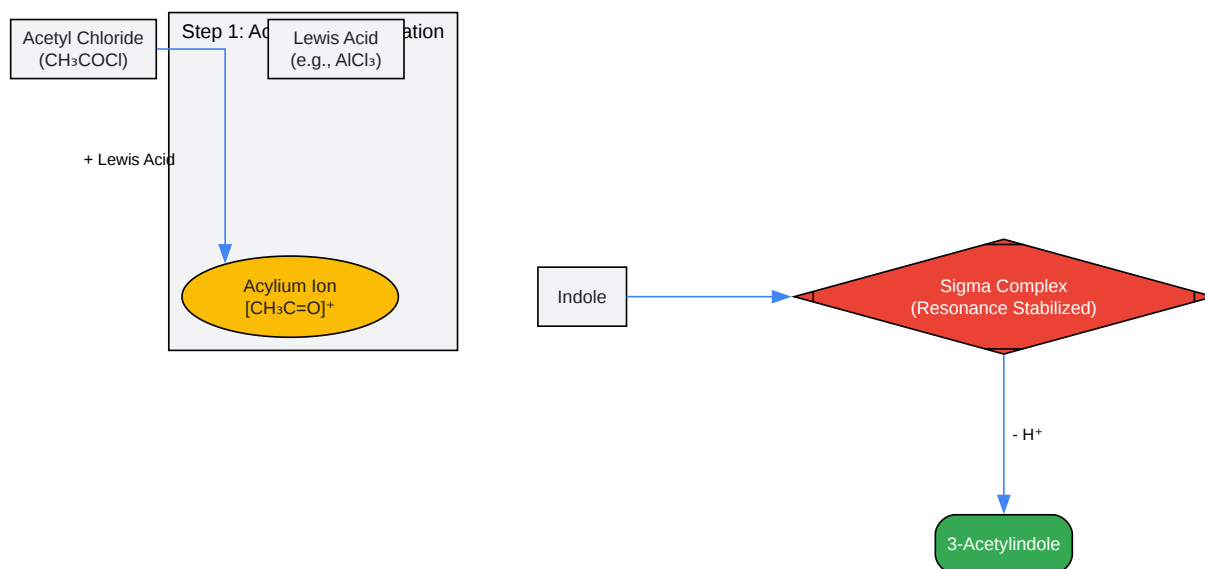 Acetyl Chloride
(CH₃COCl)
Step 1: Ac
ation
Lewis Acid
(e.g., AlCl₃)
+ Lewis Acid
Acylium Ion
[CH₃C=O]⁺
Indole
Sigma Complex
(Resonance Stabilized)
- H⁺
3-Acetylindole